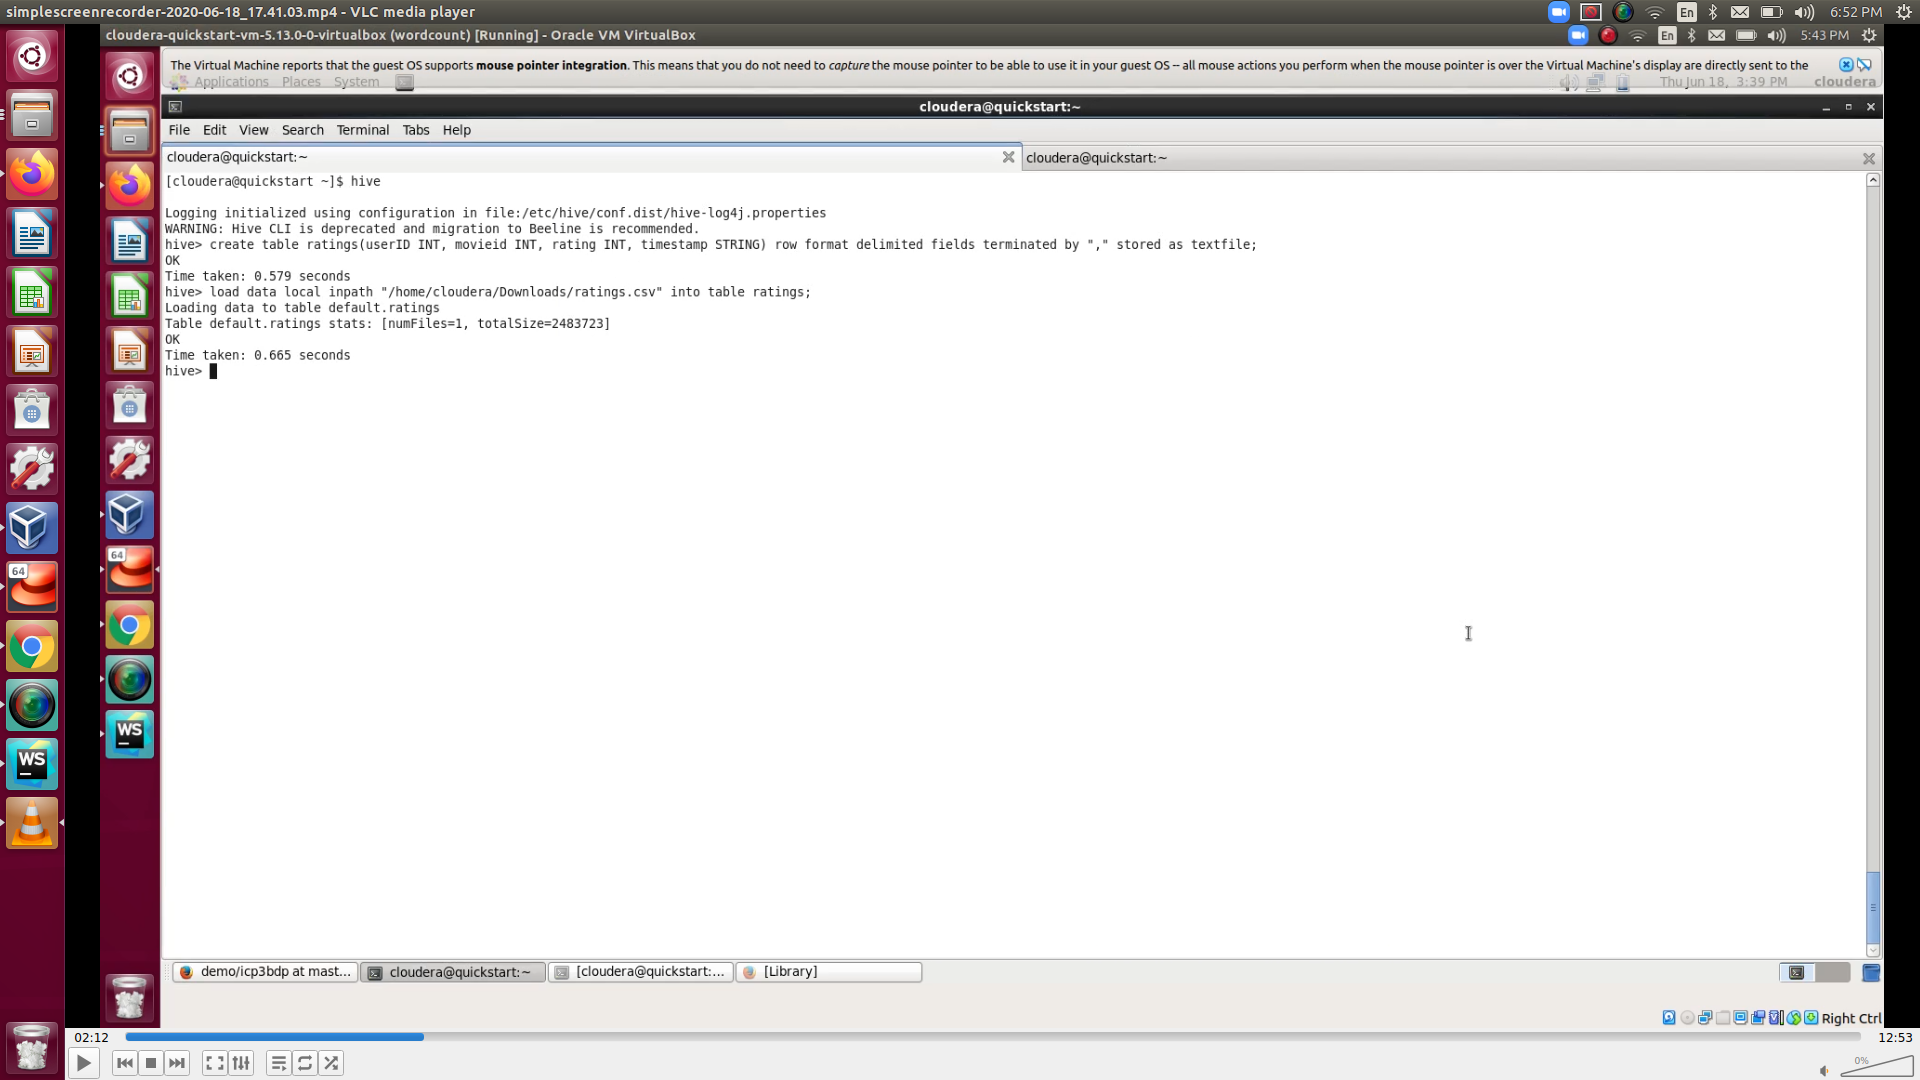 simplescreenrecorder-2020-06-18_17.41.03.mp4 - VLC media player
En
6:52 PM
cloudera-quickstart-vm-5.13.0-0-virtualbox (wordcount) [Running] - Oracle VM VirtualBox
En
5:43 PM
The Virtual Machine reports that the guest OS supports mouse pointer integration. This means that you do not need to capture the mouse pointer to be able to use it in your guest OS -- all mouse actions you perform when the mouse pointer is over the Virtual Machine's display are directly sent to the
Applications Places System
Thu Jun 18, 3:39 PM cloudera
cloudera@quickstart:~
File Edit View Search Terminal Tabs Help
cloudera@quickstart:~
cloudera@quickstart:~
[cloudera@quickstart ~]$ hive
Logging initialized using configuration in file:/etc/hive/conf.dist/hive-log4j.properties
WARNING: Hive CLI is deprecated and migration to Beeline is recommended.
hive> create table ratings(userID INT, movieid INT, rating INT, timestamp STRING) row format delimited fields terminated by "," stored as textfile;
OK
Time taken: 0.579 seconds
hive> load data local inpath "/home/cloudera/Downloads/ratings.csv" into table ratings;
Loading data to table default.ratings
Table default.ratings stats: [numFiles=1, totalSize=2483723]
OK
Time taken: 0.665 seconds
hive>
64
64
WS
WS
demo/icp3bdp at mast...
cloudera@quickstart:~
[cloudera@quickstart:...
[Library]
Right Ctrl
02:12
12:53
0%